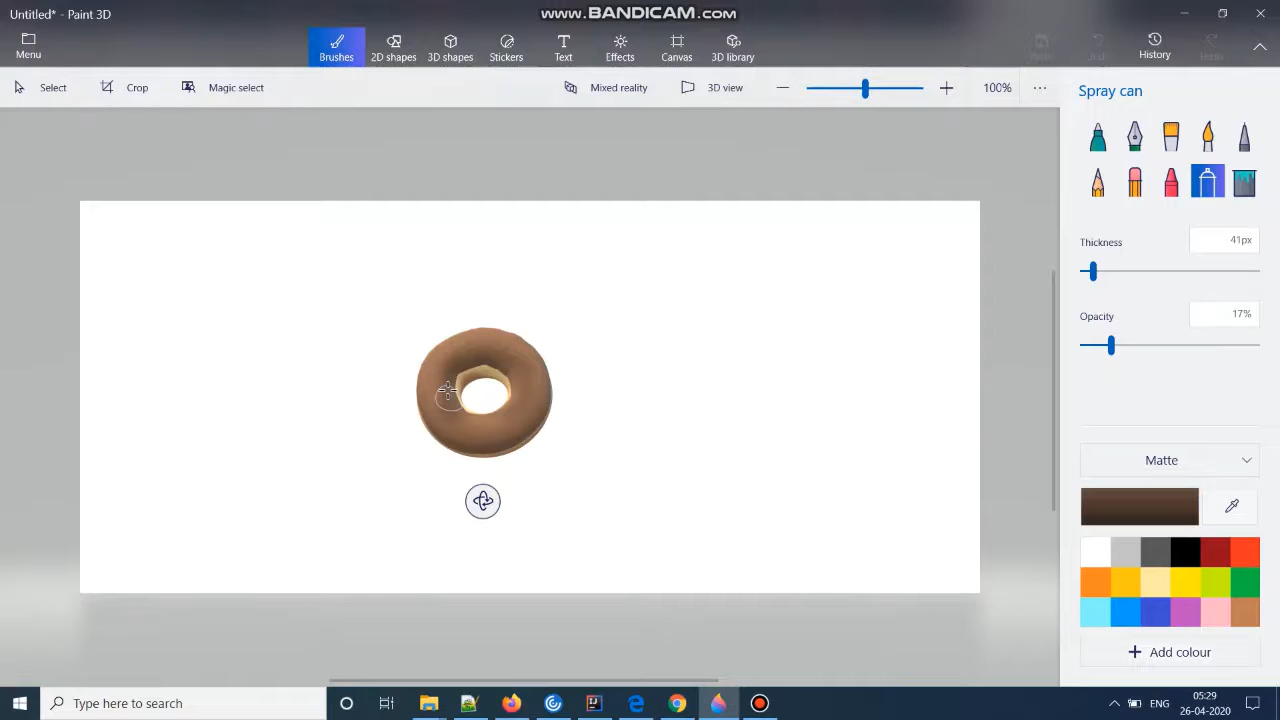 Untitled* - Paint 3D
www.BANDICAM.com
Menu
Brushes
2D shapes
3D shapes
Stickers
Text
Effects
Canvas
3D library
History
Select
Crop
Magic select
Mixed reality
3D view
100%
Spray can
Thickness
41px
Opacity
17%
Matte
Add colour
Type here to search
ENG
05:29
26-04-2020